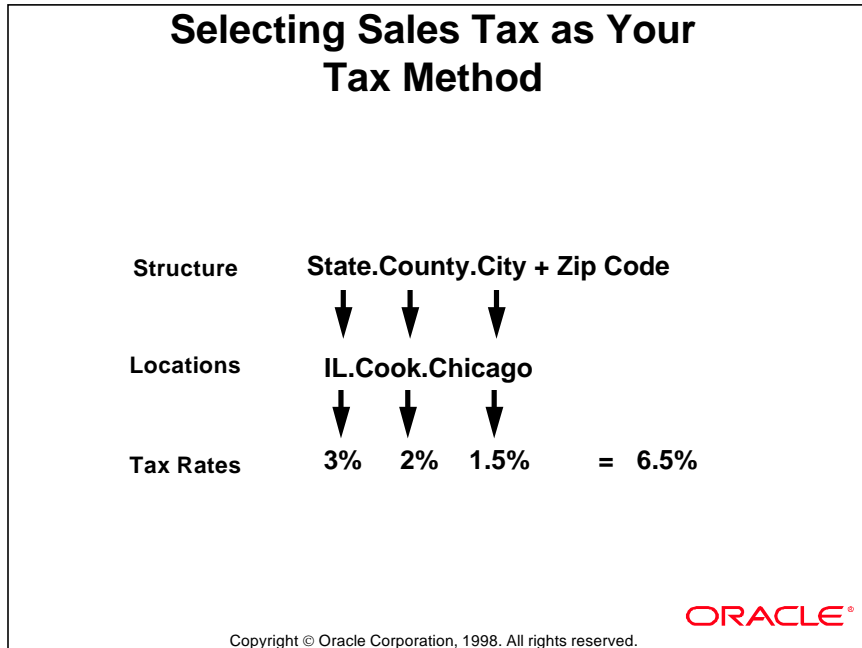 Selecting Sales Tax as Your
Tax Method
Structure State.County.City + Zip Code
Locations IL.Cook.Chicago
Tax Rates 3% 2% 1.5% = 6.5%
ORACLE®
Copyright © Oracle Corporation, 1998. All rights reserved.